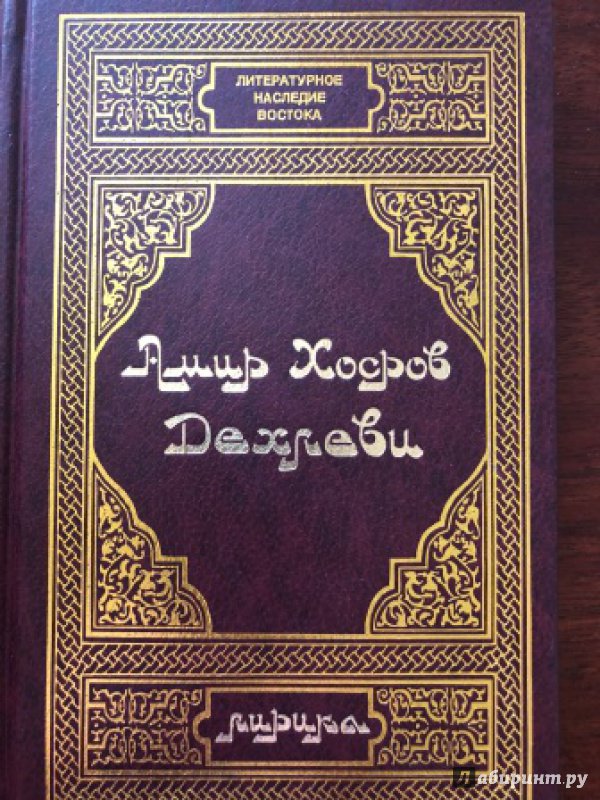 ЛИТЕРАТУРНОЕ
НАСЛЕДИЕ
ВОСТОКА
Амир Хосров
Дехлеви
лирика
Лабиринт.ру